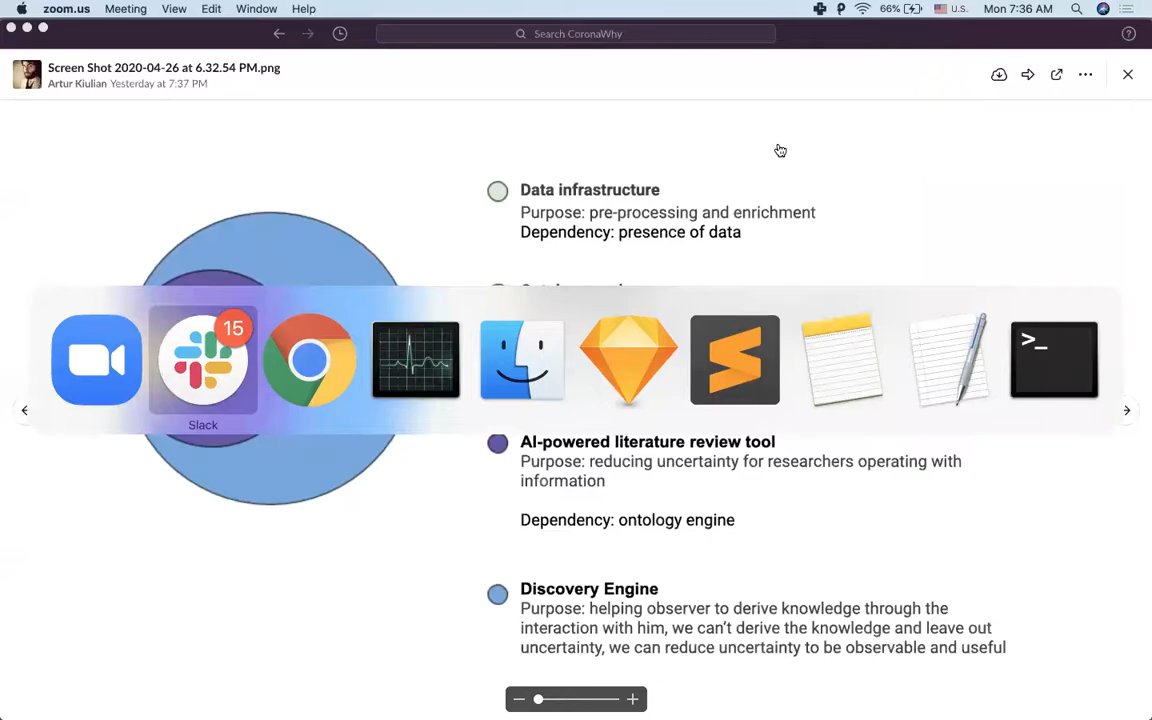 zoom.us Meeting View Edit Window Help 66% U.S. Mon 7:36 AM
Search CoronaWhy
Screen Shot 2020-04-26 at 6.32.54 PM.png
Artur Kiulian Yesterday at 7:37 PM
Data infrastructure
Purpose: pre-processing and enrichment
Dependency: presence of data
15
>_
Slack
AI-powered literature review tool
Purpose: reducing uncertainty for researchers operating with
information
Dependency: ontology engine
Discovery Engine
Purpose: helping observer to derive knowledge through the
interaction with him, we can't derive the knowledge and leave out
uncertainty, we can reduce uncertainty to be observable and useful